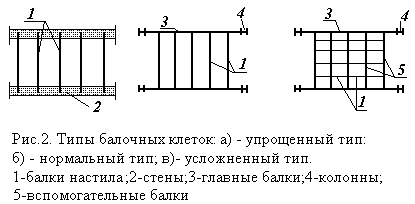 1
3
4
3
4
1
5
2
1
Рис.2. Типы балочных клеток: а) - упрощенный тип:
б) - нормальный тип; в)- усложненный тип.
1-балки настила;2-стены;3-главные балки;4-колонны;
5-вспомогательные балки